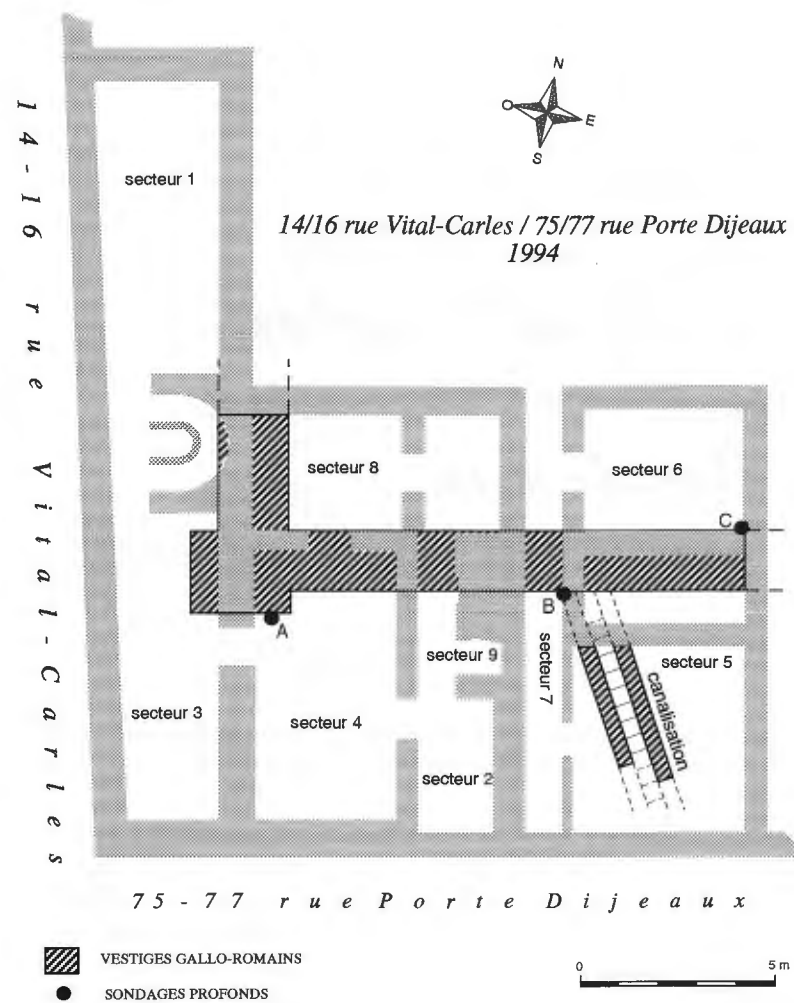 N
O
E
S
14/16 rue Vital-Carles / 75/77 rue Porte Dijeaux
1994
14-16 rue Vital-Carles
secteur 1
secteur 8
secteur 6
C
B
A
secteur 9
secteur 7
secteur 5
canalisation
secteur 3
secteur 4
secteur 2
75-77 rue Porte Dijeaux
VESTIGES GALLO-ROMAINS
SONDAGES PROFONDS
0
5 m